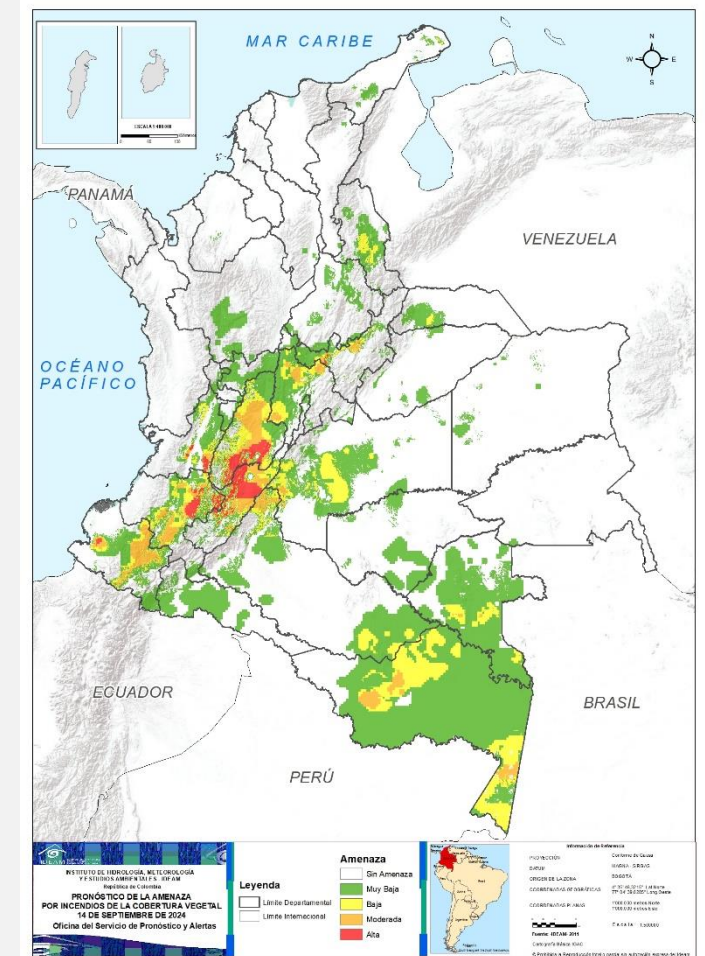 MAR CARIBE
N
W
E
S
PANAMÁ
VENEZUELA
OCÉANO
PACÍFICO
ECUADOR
BRASIL
PERÚ
IDEAM
INSTITUTO DE HIDROLOGÍA, METEOROLOGÍA
Y ESTUDIOS AMBIENTALES - IDEAM
República de Colombia
PRONÓSTICO DE LA AMENAZA
POR INCENDIOS DE LA COBERTURA VEGETAL
14 DE SEPTIEMBRE DE 2024
Oficina del Servicio de Pronóstico y Alertas
Leyenda
Límite Departamental
Límite Internacional
Amenaza
Sin Amenaza
Muy Baja
Baja
Moderada
Alta
Información de Referencia
PROYECCIÓN
Conforme de Gauss
ORIGEN DE LA ZONA
BOGOTÁ
COORDENADAS GEOGRÁFICAS
COORDENADAS PLANAS